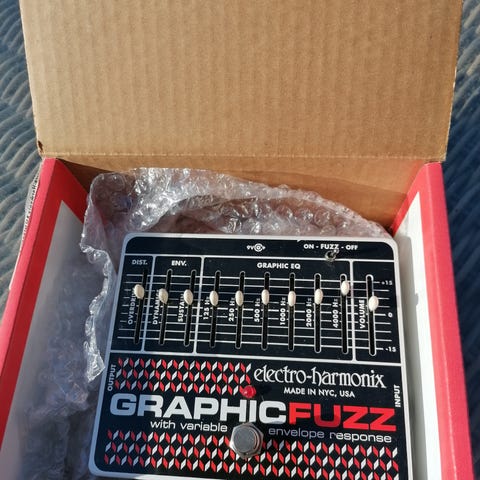 9V
ON - FUZZ - OFF
DIST.
ENV.
GRAPHIC EQ
OVERDRIVE
DYNAMICS
SUSTAIN
125 Hz
250 Hz
500 Hz
1000 Hz
2000 Hz
4000 Hz
VOLUME
+15
0
-15
OUTPUT
INPUT
electro-harmonix
MADE IN NYC, USA
GRAPHICFUZZ
with variable envelope response